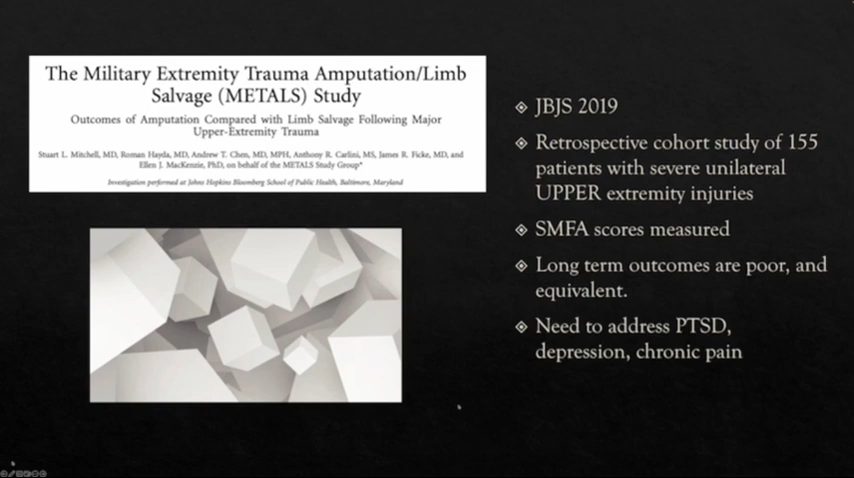 The Military Extremity Trauma Amputation/Limb
Salvage (METALS) Study
Outcomes of Amputation Compared with Limb Salvage Following Major
Upper-Extremity Trauma
Stuart L. Mitchell, MD, Roman Hayda, MD, Andrew T. Chen, MD, MPH, Anthony R. Carlini, MS, James R. Ficke, MD, and
Ellen J. MacKenzie, PhD, on behalf of the METALS Study Group*
Investigation performed at Johns Hopkins Bloomberg School of Public Health, Baltimore, Maryland
JBJS 2019
Retrospective cohort study of 155
patients with severe unilateral
UPPER extremity injuries
SMFA scores measured
Long term outcomes are poor, and
equivalent.
Need to address PTSD,
depression, chronic pain